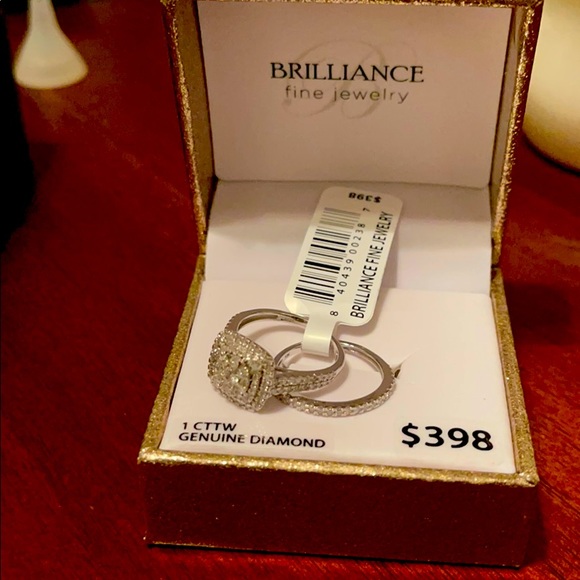 BRILLIANCE
fine jewelry
$398
8 40439 00238 7
BRILLIANCE FINE JEWELRY
1 CTTW
GENUINE DIAMOND
$398